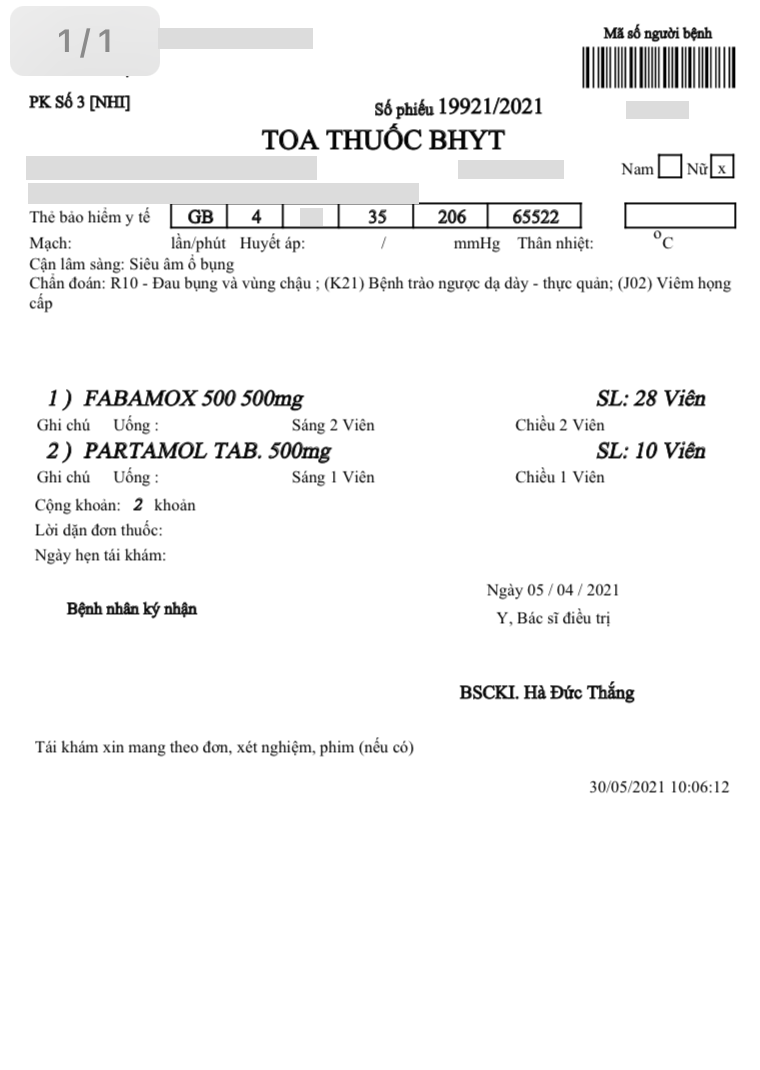 1/1
Mã số người bệnh
PK Số 3 [NHI]
Số phiếu 19921/2021
TOA THUỐC BHYT
Nam Nữ x
Thẻ bảo hiểm y tế GB 4 35 206 65522
Mạch: lần/phút Huyết áp: / mmHg Thân nhiệt: ᵒC
Cận lâm sàng: Siêu âm ổ bụng
Chẩn đoán: R10 - Đau bụng và vùng chậu ; (K21) Bệnh trào ngược dạ dày - thực quản; (J02) Viêm họng
cấp
1 ) FABAMOX 500 500mg SL: 28 Viên
Ghi chú Uống : Sáng 2 Viên Chiều 2 Viên
2 ) PARTAMOL TAB. 500mg SL: 10 Viên
Ghi chú Uống : Sáng 1 Viên Chiều 1 Viên
Cộng khoản: 2 khoản
Lời dặn đơn thuốc:
Ngày hẹn tái khám:
Ngày 05 / 04 / 2021
Bệnh nhân ký nhận
Y, Bác sĩ điều trị
BSCKI. Hà Đức Thắng
Tái khám xin mang theo đơn, xét nghiệm, phim (nếu có)
30/05/2021 10:06:12